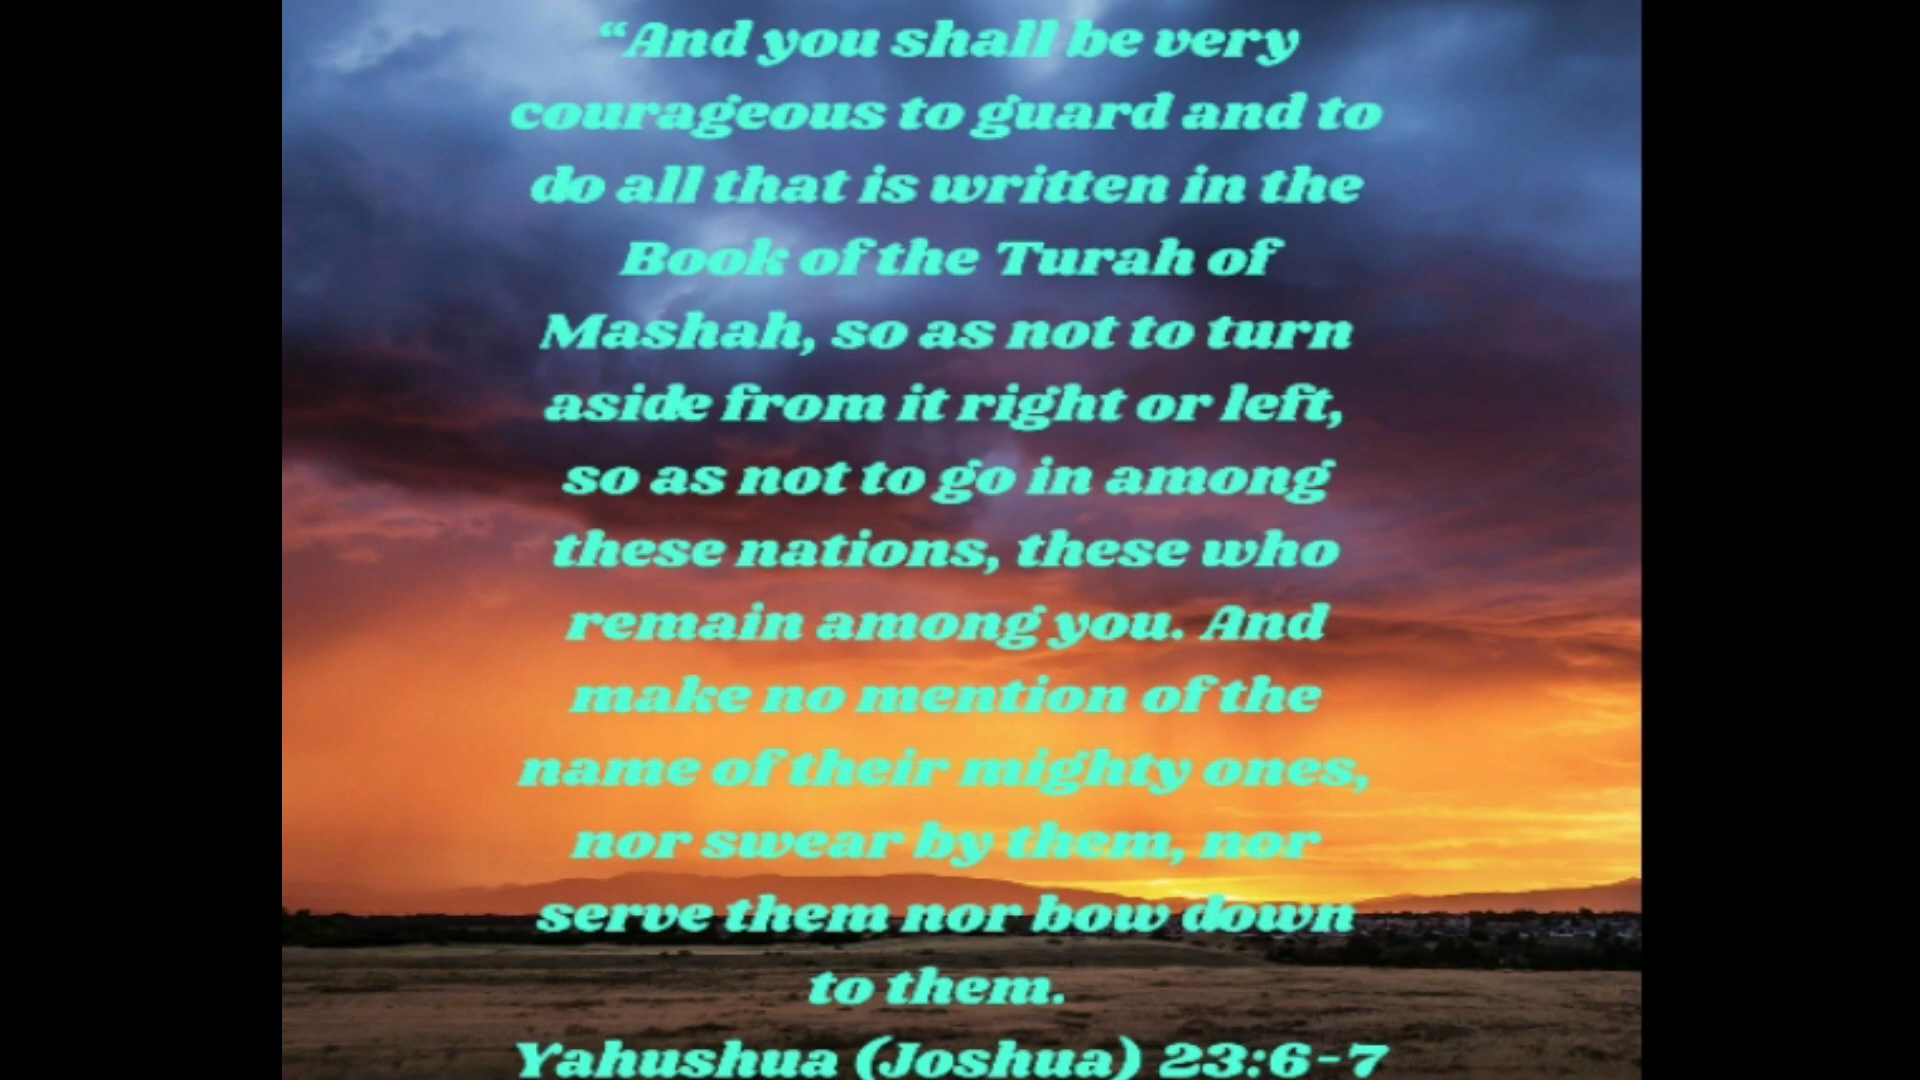 “And you shall be very
courageous to guard and to
do all that is written in the
Book of the Turah of
Mashah, so as not to turn
aside from it right or left,
so as not to go in among
these nations, these who
remain among you. And
make no mention of the
name of their mighty ones,
nor swear by them, nor
serve them nor bow down
to them.
Yahushua (Joshua) 23:6-7